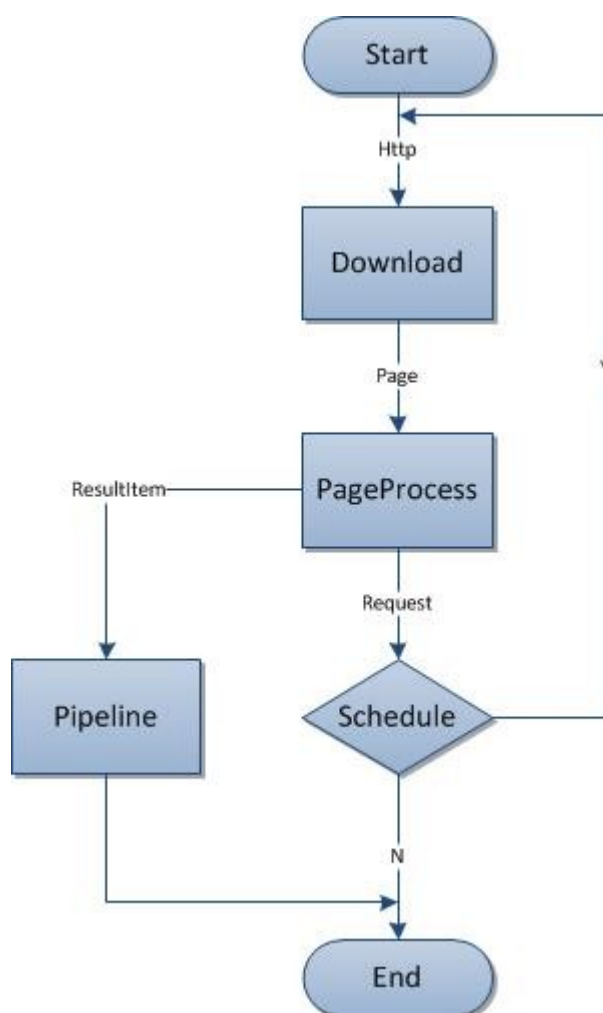 Start
Http
Download
Page
PageProcess
ResultItem
Request
Pipeline
Schedule
N
End